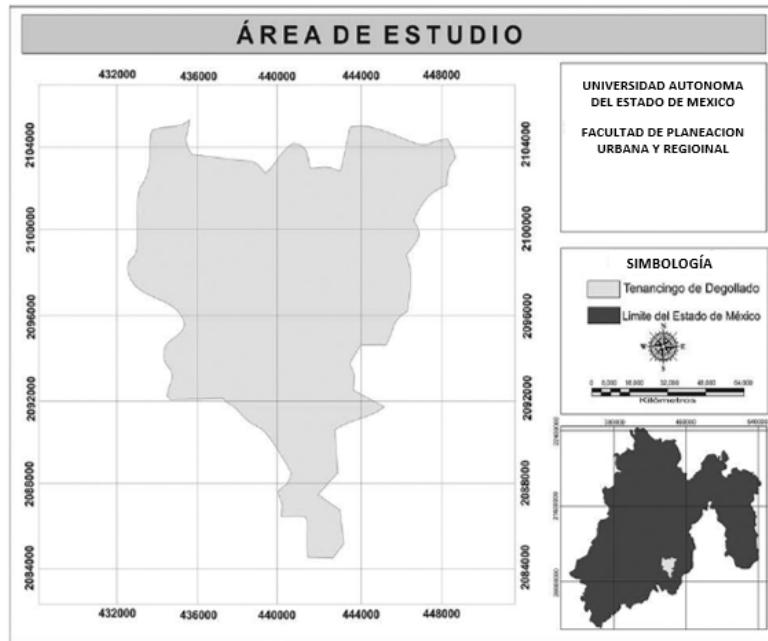 ÁREA DE ESTUDIO
432000 436000 440000 444000 448000
2104000 2104000
2100000 2100000
2096000 2096000
2092000 2092000
2088000 2088000
2084000 2084000
432000 436000 440000 444000 448000
UNIVERSIDAD AUTONOMA
DEL ESTADO DE MEXICO
FACULTAD DE PLANEACION
URBANA Y REGIOINAL
SIMBOLOGÍA
Tenancingo de Degollado
Limite del Estado de México
N
W E
S
Kilómetros